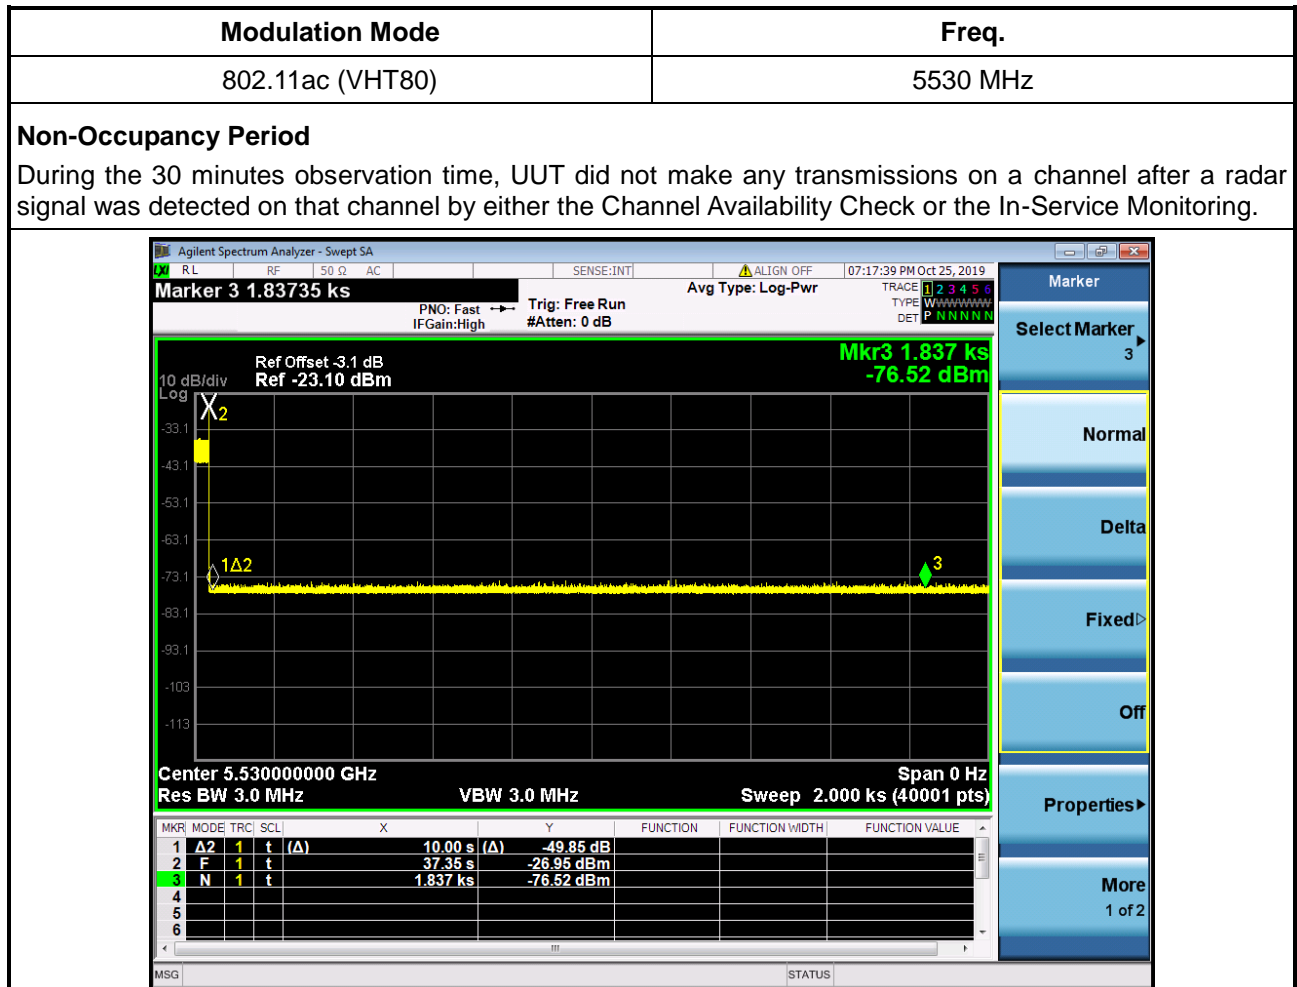 Modulation Mode Freq.
802.11ac (VHT80) 5530 MHz
Non-Occupancy Period
During the 30 minutes observation time, UUT did not make any transmissions on a channel after a radar
signal was detected on that channel by either the Channel Availability Check or the In-Service Monitoring.
Agilent Spectrum Analyzer - Swept SA
LXI RL RF 50 Ω AC SENSE:INT ALIGN OFF 07:17:39 PM Oct 25, 2019
Marker 3 1.83735 ks
PNO: Fast
IFGain:High
Trig: Free Run
#Atten: 0 dB
Avg Type: Log-Pwr
TRACE 1 2 3 4 5 6
TYPE WWWWWW
DET P N N N N N
Marker
Select Marker
3
Normal
Delta
Fixed
Off
Properties
More
1 of 2
Mkr3 1.837 ks
-76.52 dBm
Ref Offset -3.1 dB
10 dB/div Ref -23.10 dBm
Log
X2
-33.1
-43.1
-53.1
-63.1
1Δ2
3
-73.1
-83.1
-93.1
-103
-113
Center 5.530000000 GHz Span 0 Hz
Res BW 3.0 MHz VBW 3.0 MHz Sweep 2.000 ks (40001 pts)
MKR MODE TRC SCL X Y FUNCTION FUNCTION WIDTH FUNCTION VALUE
1 Δ2 1 t (Δ) 10.00 s (Δ) -49.85 dB
2 F 1 t 37.35 s -26.95 dBm
3 N 1 t 1.837 ks -76.52 dBm
4
5
6
MSG STATUS